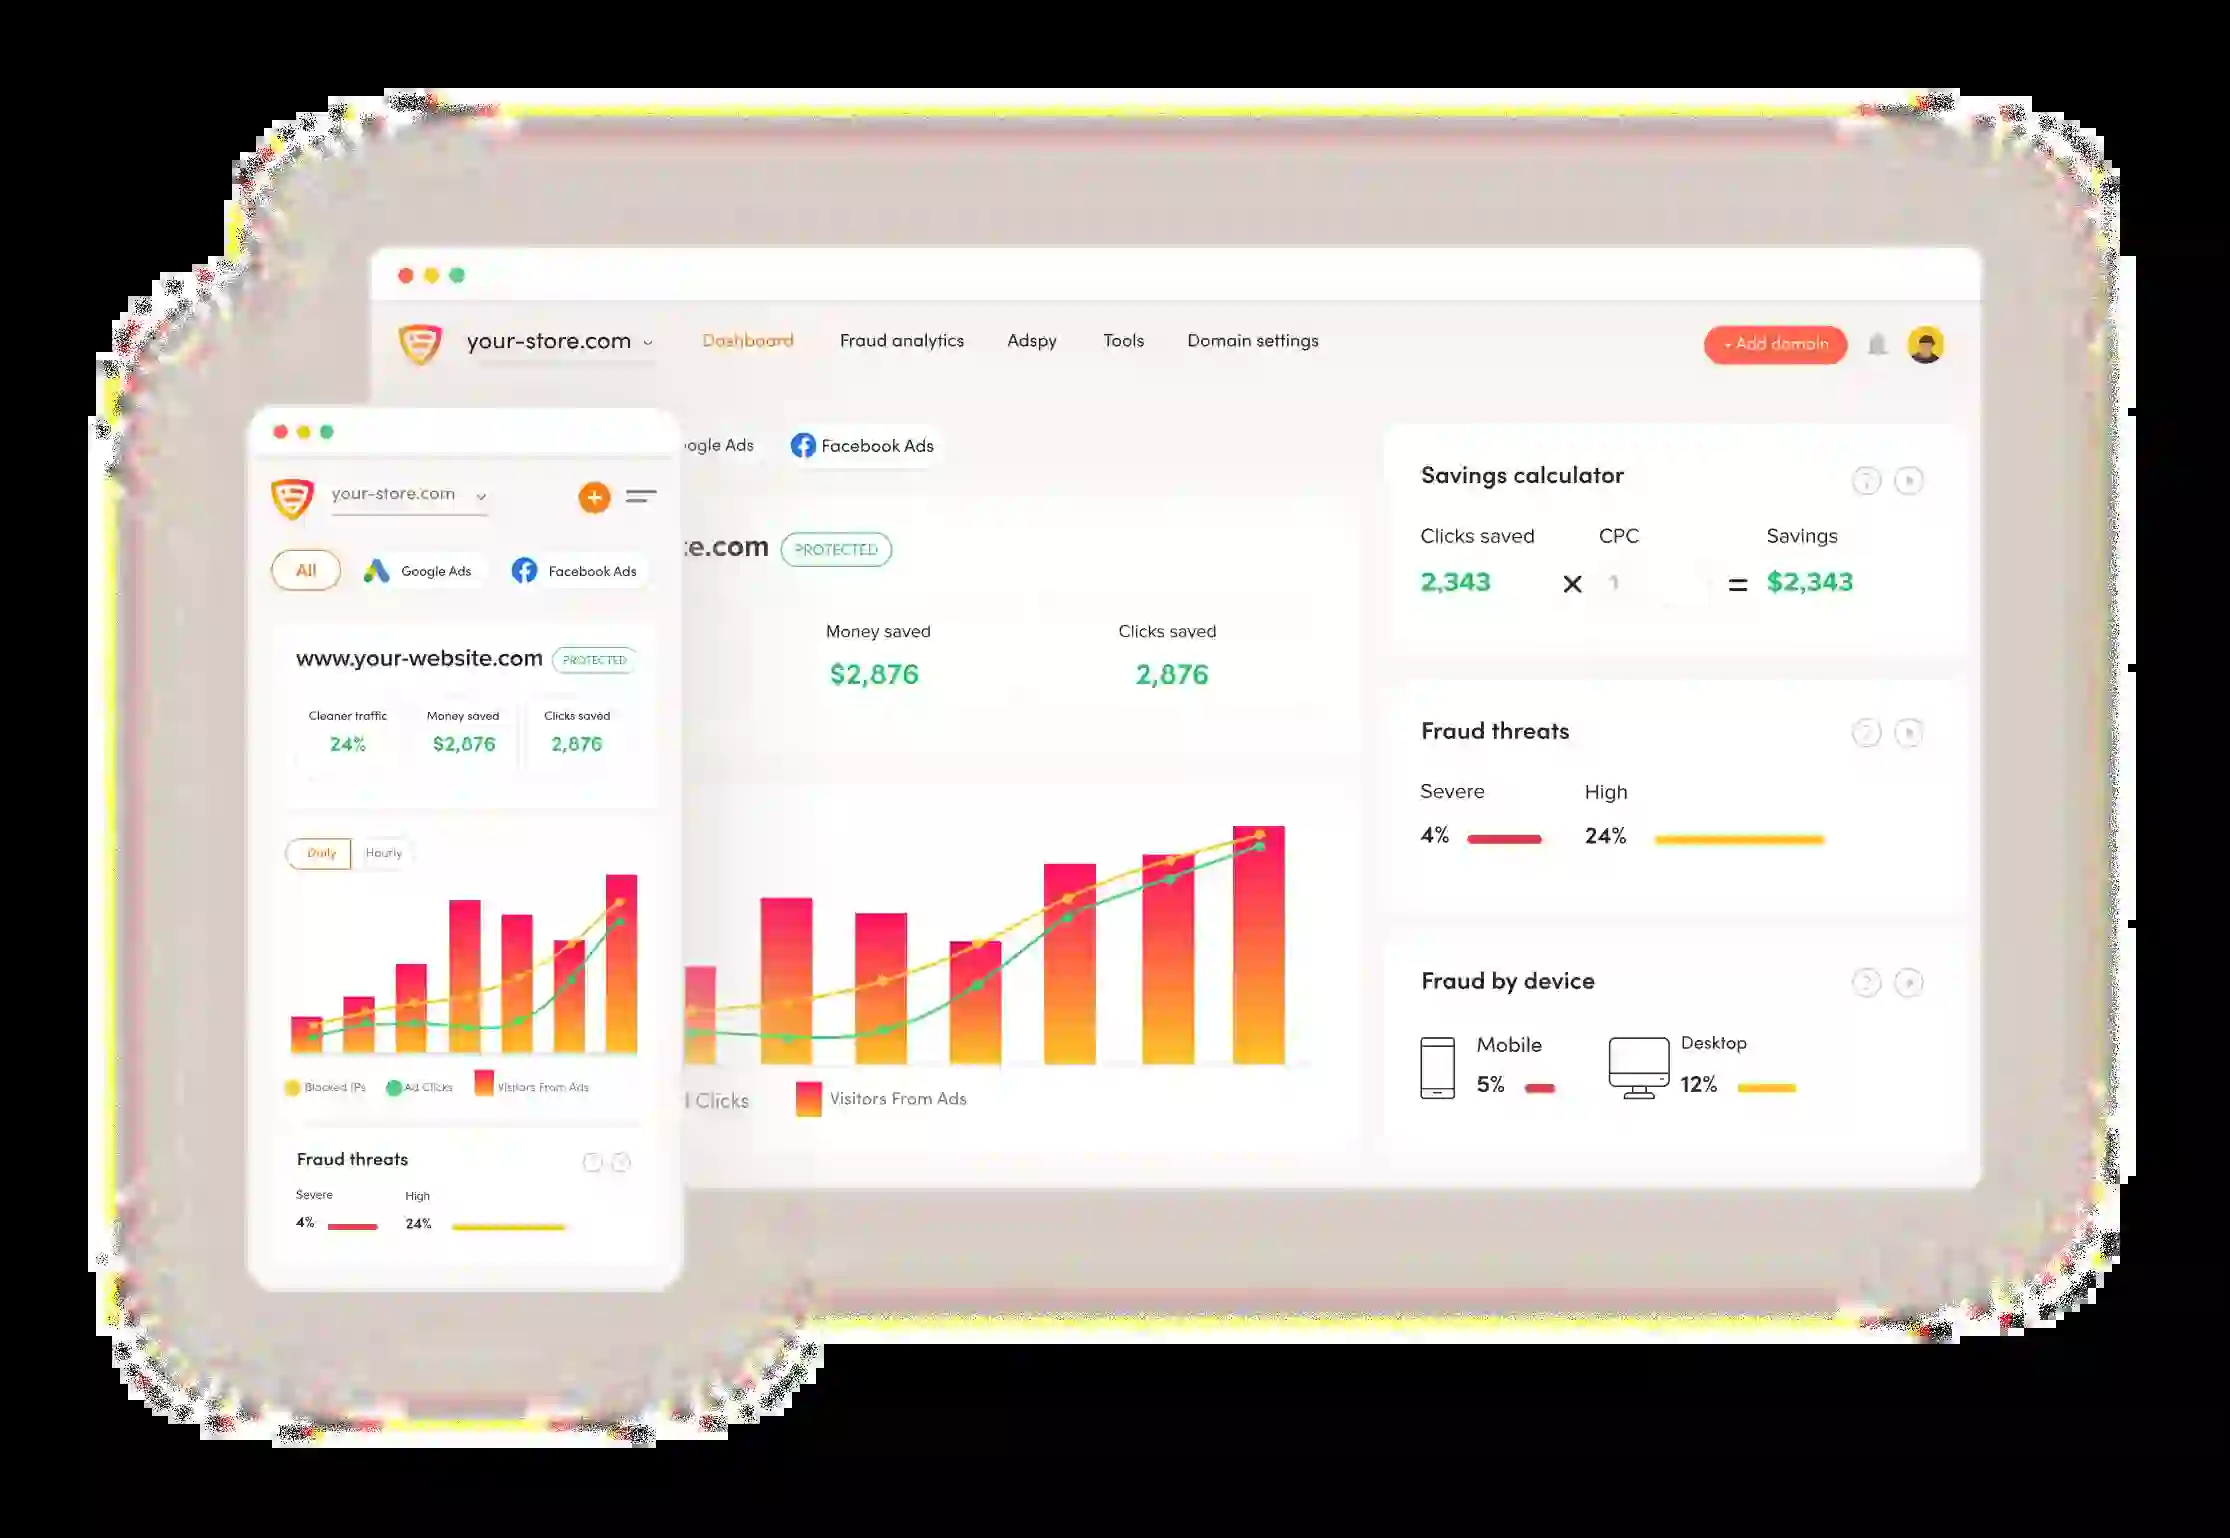 your-store.com
Dashboard
Fraud analytics
Adspy
Tools
Domain settings
+ Add domain
ogle Ads
Facebook Ads
e.com
PROTECTED
Money saved
$2,876
Clicks saved
2,876
l Clicks
Visitors From Ads
Savings calculator
Clicks saved
CPC
Savings
2,343 × 1 = $2,343
Fraud threats
Severe
High
4%
24%
Fraud by device
Mobile
5%
Desktop
12%
your-store.com
All
Google Ads
Facebook Ads
www.your-website.com
PROTECTED
Cleaner traffic
24%
Money saved
$2,876
Clicks saved
2,876
Daily
Hourly
Blocked IPs
Ad Clicks
Visitors From Ads
Fraud threats
Severe
High
4%
24%